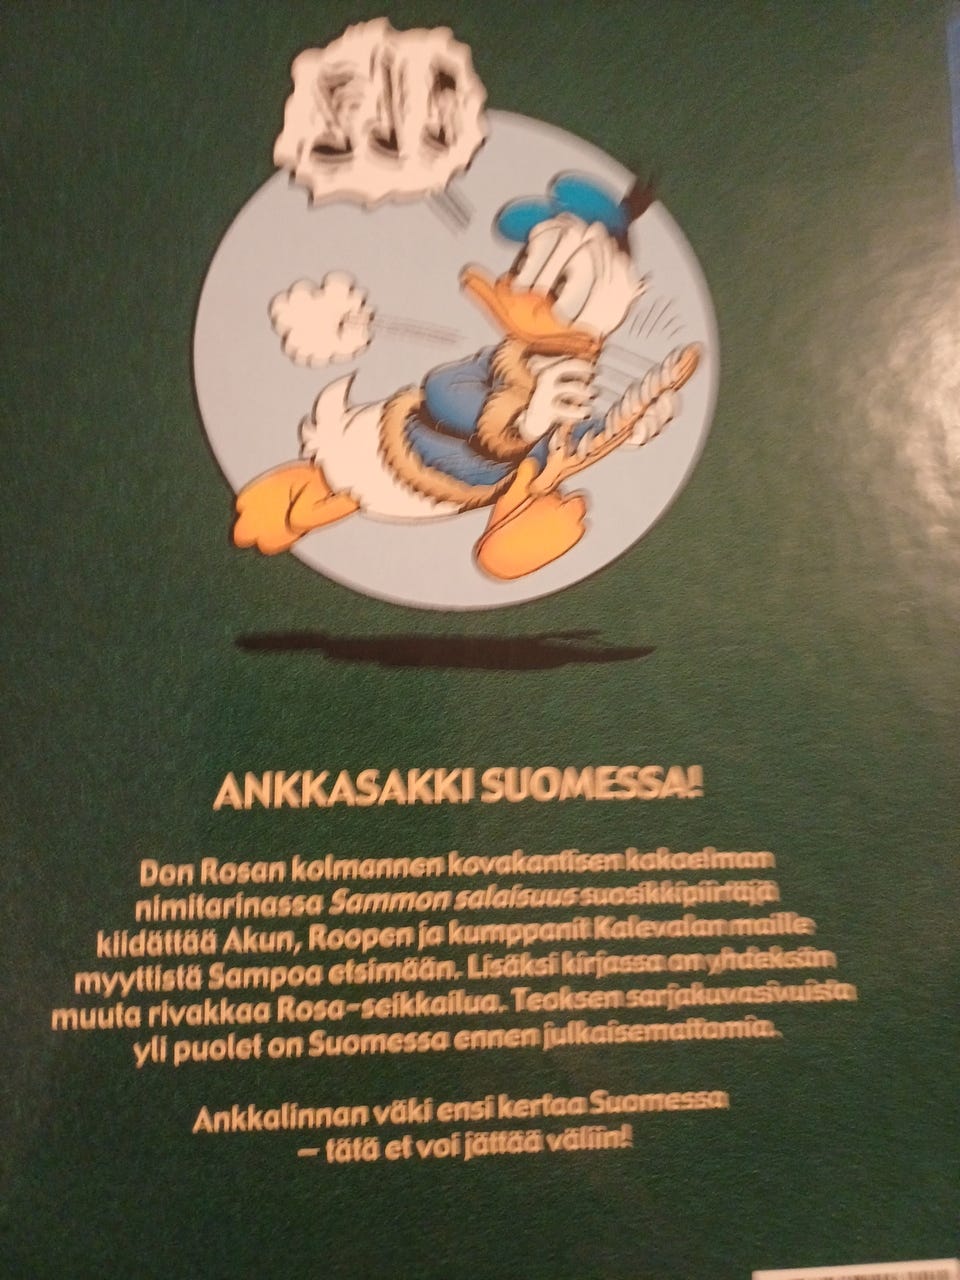 ANKKASAKKI SUOMESSA!
Don Rosan kolmannen kovakantisen kokoelman
nimitarinassa Sammon salaisuus suosikkipiirtäjä
kiidättää Akun, Roopen ja kumppanit Kalevalan maille
myyttistä Sampoa etsimään. Lisäksi kirjassa on yhdeksän
muuta rivakkaa Rosa-seikkailua. Teoksen sarjakuvasivuista
yli puolet on Suomessa ennen julkaisemattomia.
Ankkalinnan väki ensi kertaa Suomessa
– tätä et voi jättää väliin!